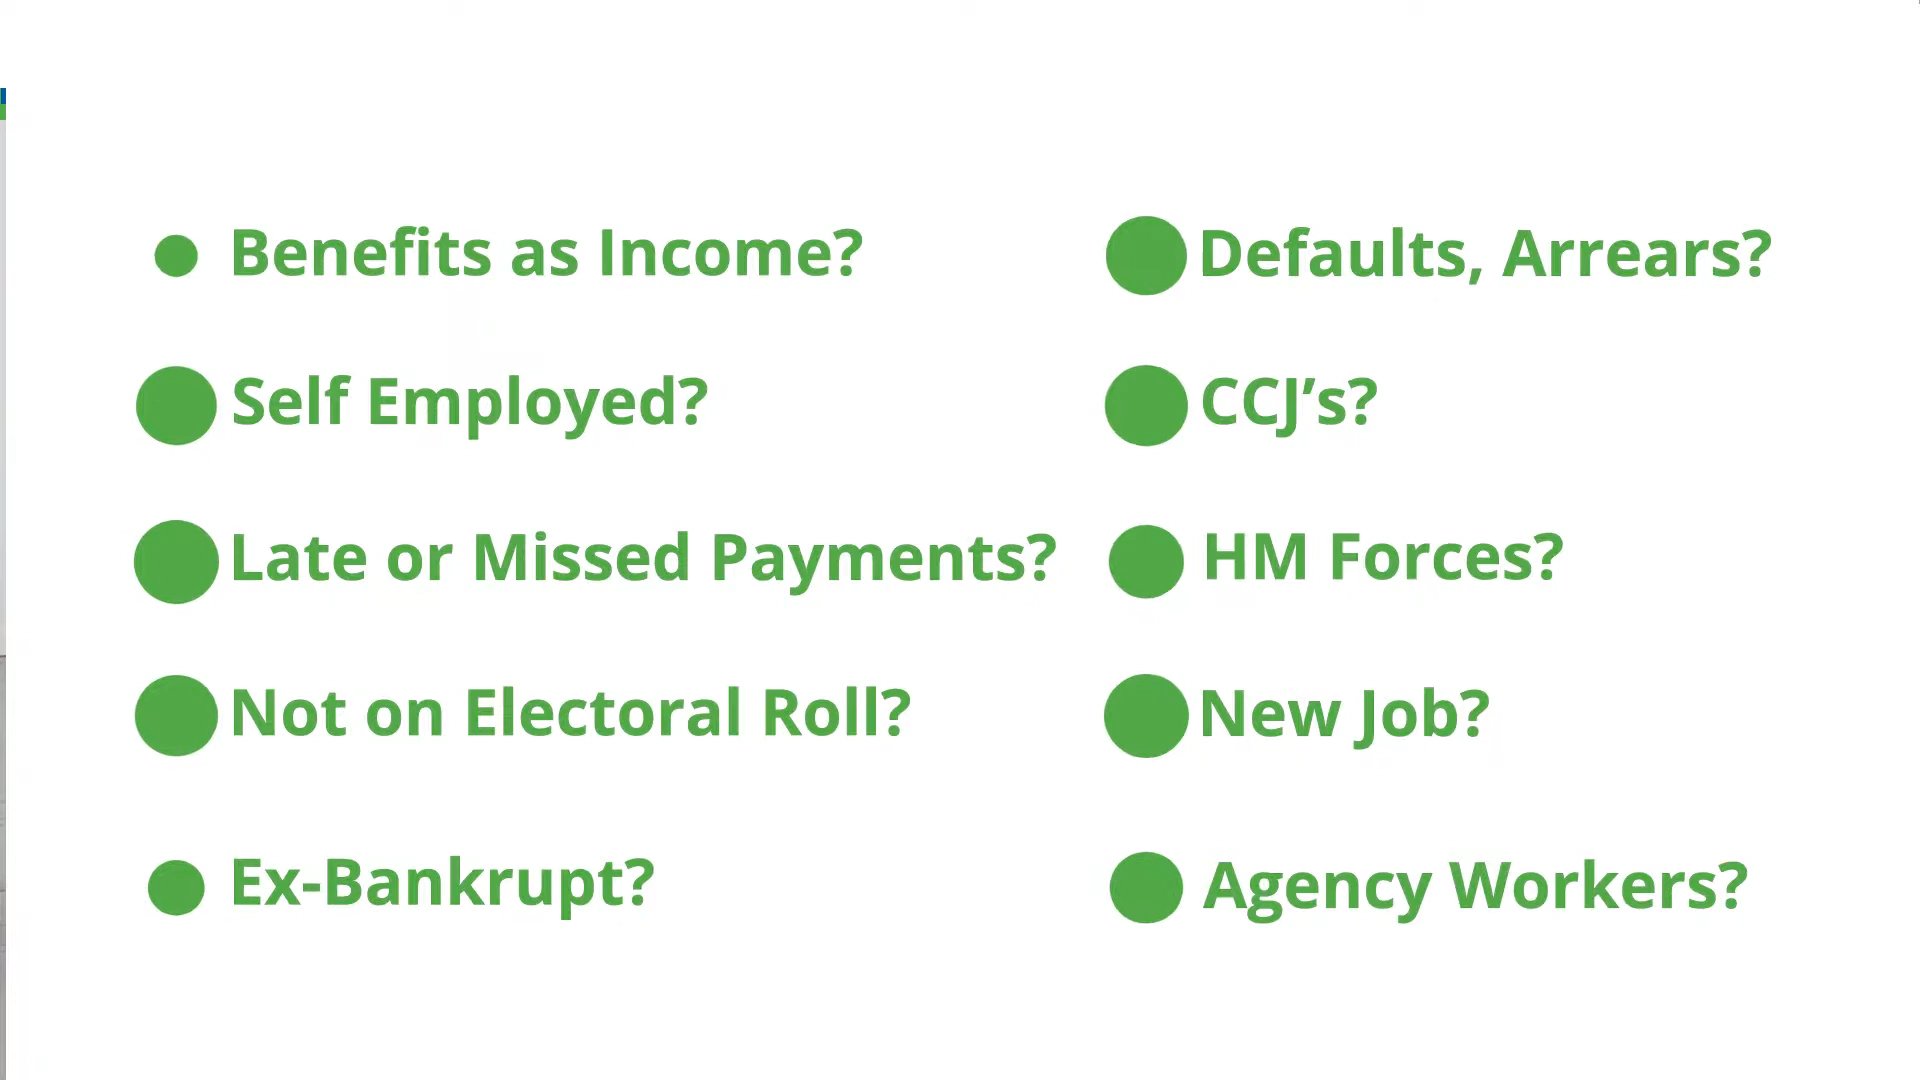 Benefits as Income?
Self Employed?
Late or Missed Payments?
Not on Electoral Roll?
Ex-Bankrupt?
Defaults, Arrears?
CCJ’s?
HM Forces?
New Job?
Agency Workers?